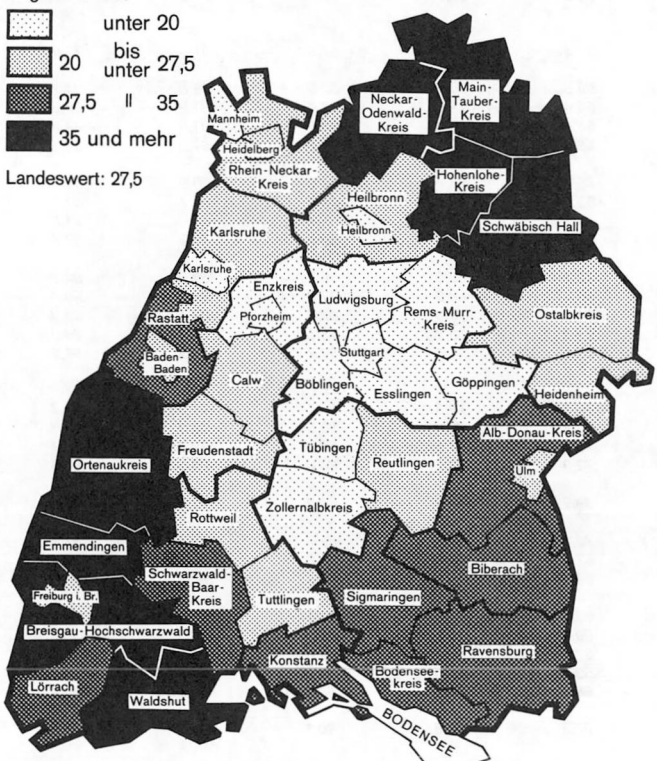 unter 20
20 bis unter 27,5
27,5 " 35
35 und mehr
Landeswert: 27,5
Main-
Tauber-
Kreis
Neckar-
Odenwald-
Kreis
Mannheim
Heidelberg
Rhein-Neckar-
Kreis
Hohenlohe-
Kreis
Heilbronn
Heilbronn
Schwäbisch Hall
Karlsruhe
Karlsruhe
Enzkreis
Pforzheim
Ludwigsburg
Rems-Murr-
Kreis
Ostalbkreis
Rastatt
Baden-
Baden
Stuttgart
Calw
Böblingen
Esslingen
Göppingen
Heidenheim
Alb-Donau-Kreis
Freudenstadt
Tübingen
Reutlingen
Ulm
Ortenaukreis
Zollernalbkreis
Rottweil
Emmendingen
Schwarzwald-
Baar-
Kreis
Biberach
Freiburg i. Br.
Tuttlingen
Sigmaringen
Breisgau-Hochschwarzwald
Ravensburg
Konstanz
Bodensee-
kreis
Lörrach
Waldshut
BODENSEE